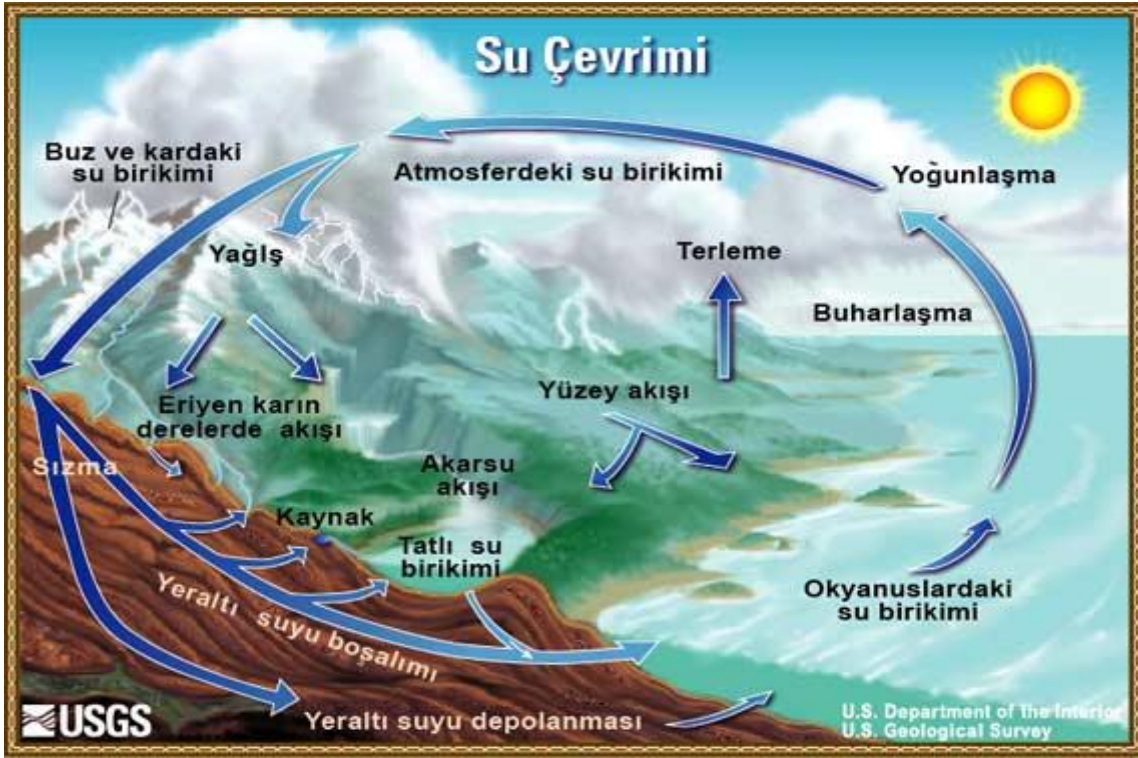 Su Çevrimi
Buz ve kardaki
su birikimi
Atmosferdeki su birikimi
Yoğunlaşma
Yağlş
Terleme
Buharlaşma
Yüzey akışı
Eriyen karın
derelerde akışı
Sızma
Akarsu
akışı
Kaynak
Tatlı su
birikimi
Okyanuslardaki
su birikimi
Yeraltı suyu boşalımı
Yeraltı suyu depolanması
USGS
U.S. Department of the Interior
U.S. Geological Survey